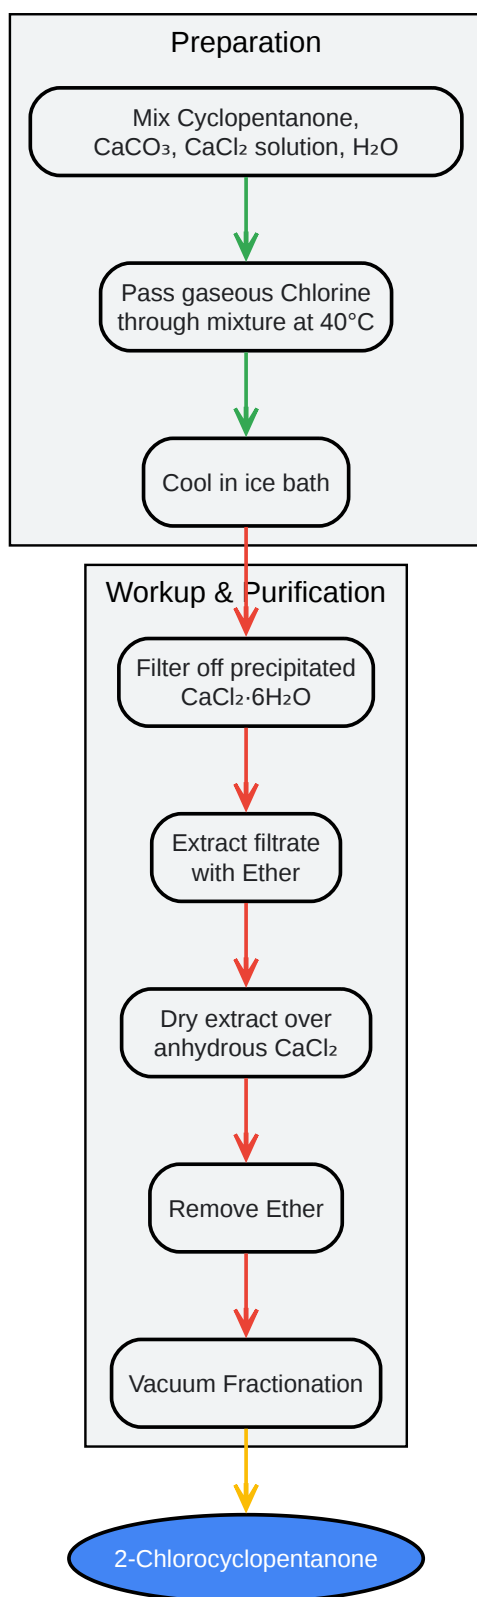 Preparation
Mix Cyclopentanone,
CaCO₃, CaCl₂ solution, H₂O
Pass gaseous Chlorine
through mixture at 40°C
Cool in ice bath
Workup & Purification
Filter off precipitated
CaCl₂·6H₂O
Extract filtrate
with Ether
Dry extract over
anhydrous CaCl₂
Remove Ether
Vacuum Fractionation
2-Chlorocyclopentanone